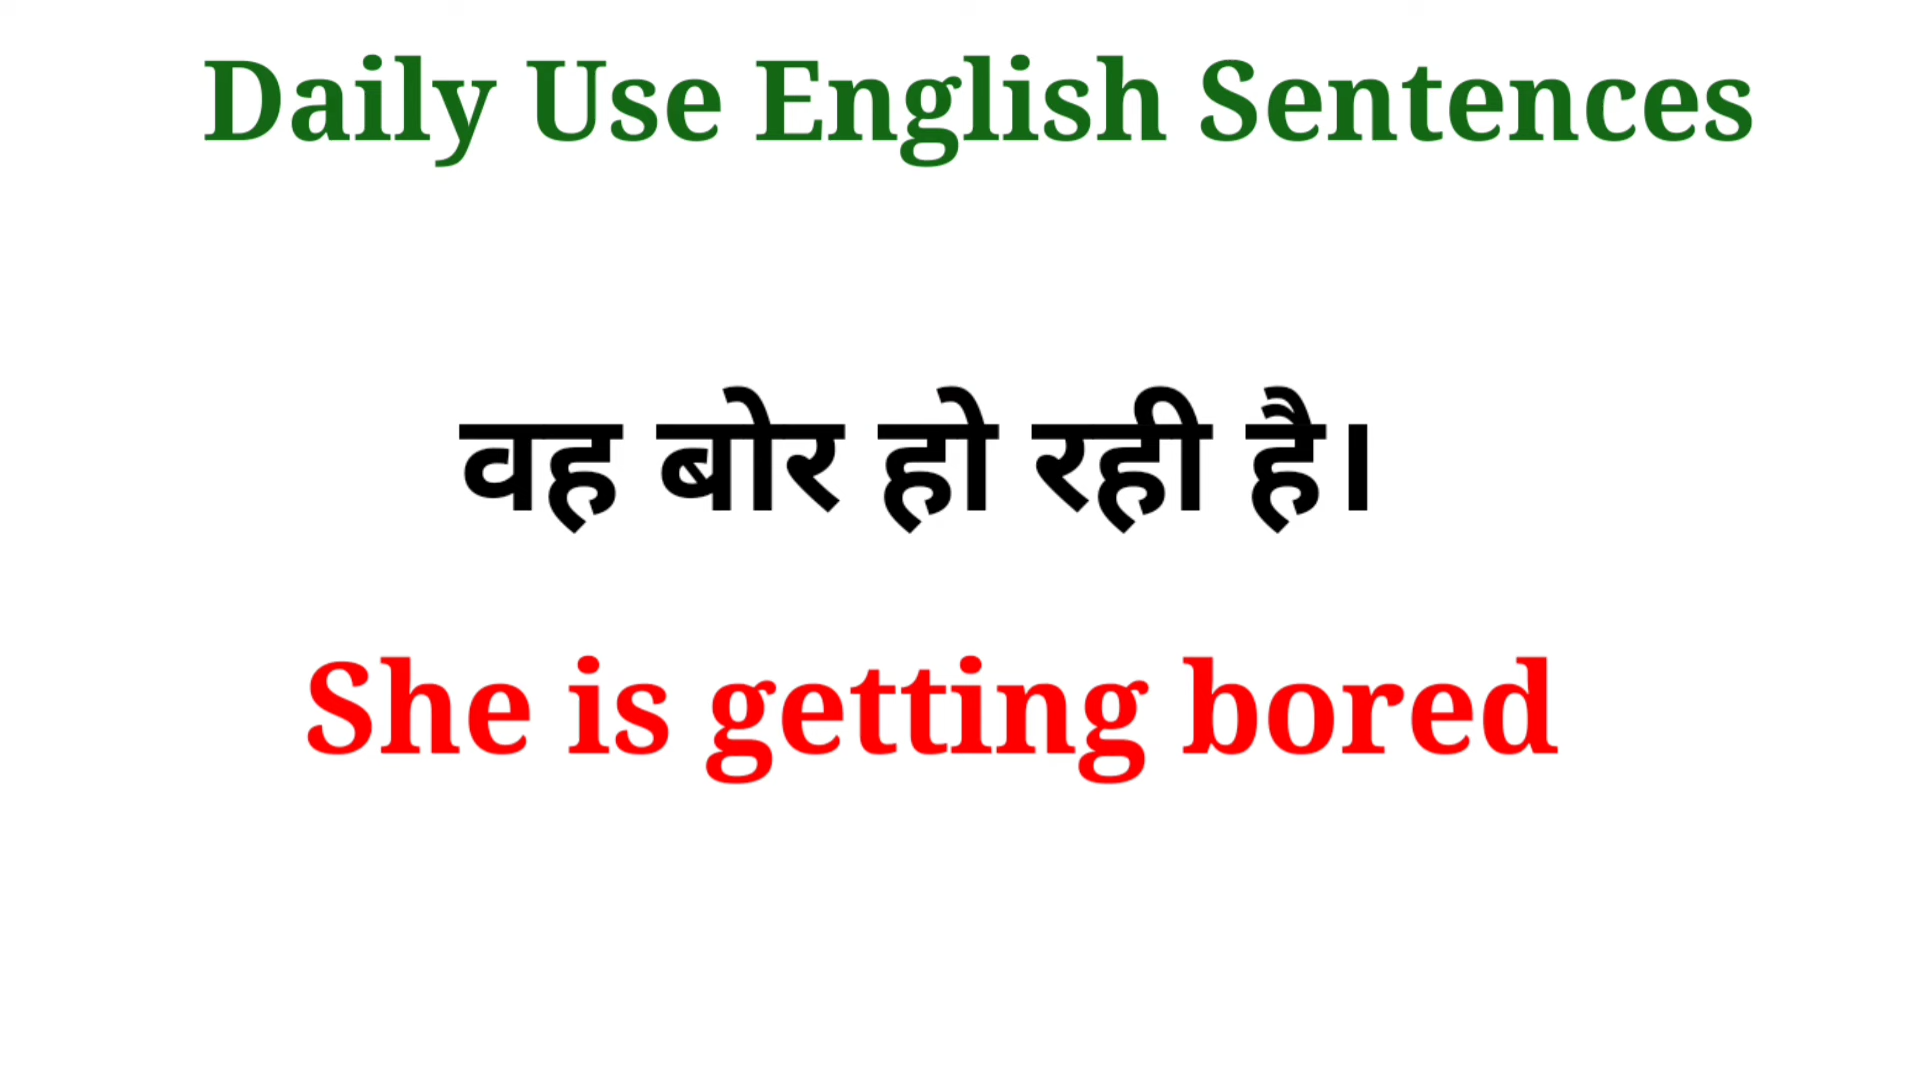 Daily Use English Sentences
वह बोर हो रही है।
She is getting bored